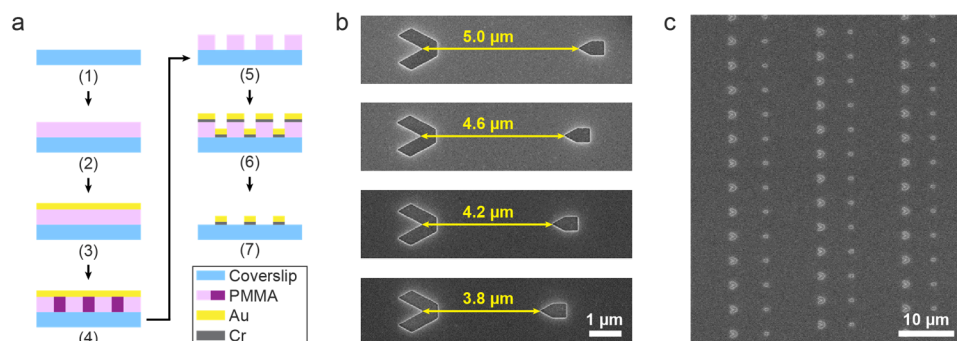 a
(1)
(2)
(3)
(4)
(5)
(6)
(7)
Coverslip
PMMA
Au
Cr
b
5.0 µm
4.6 µm
4.2 µm
3.8 µm
1 µm
c
10 µm